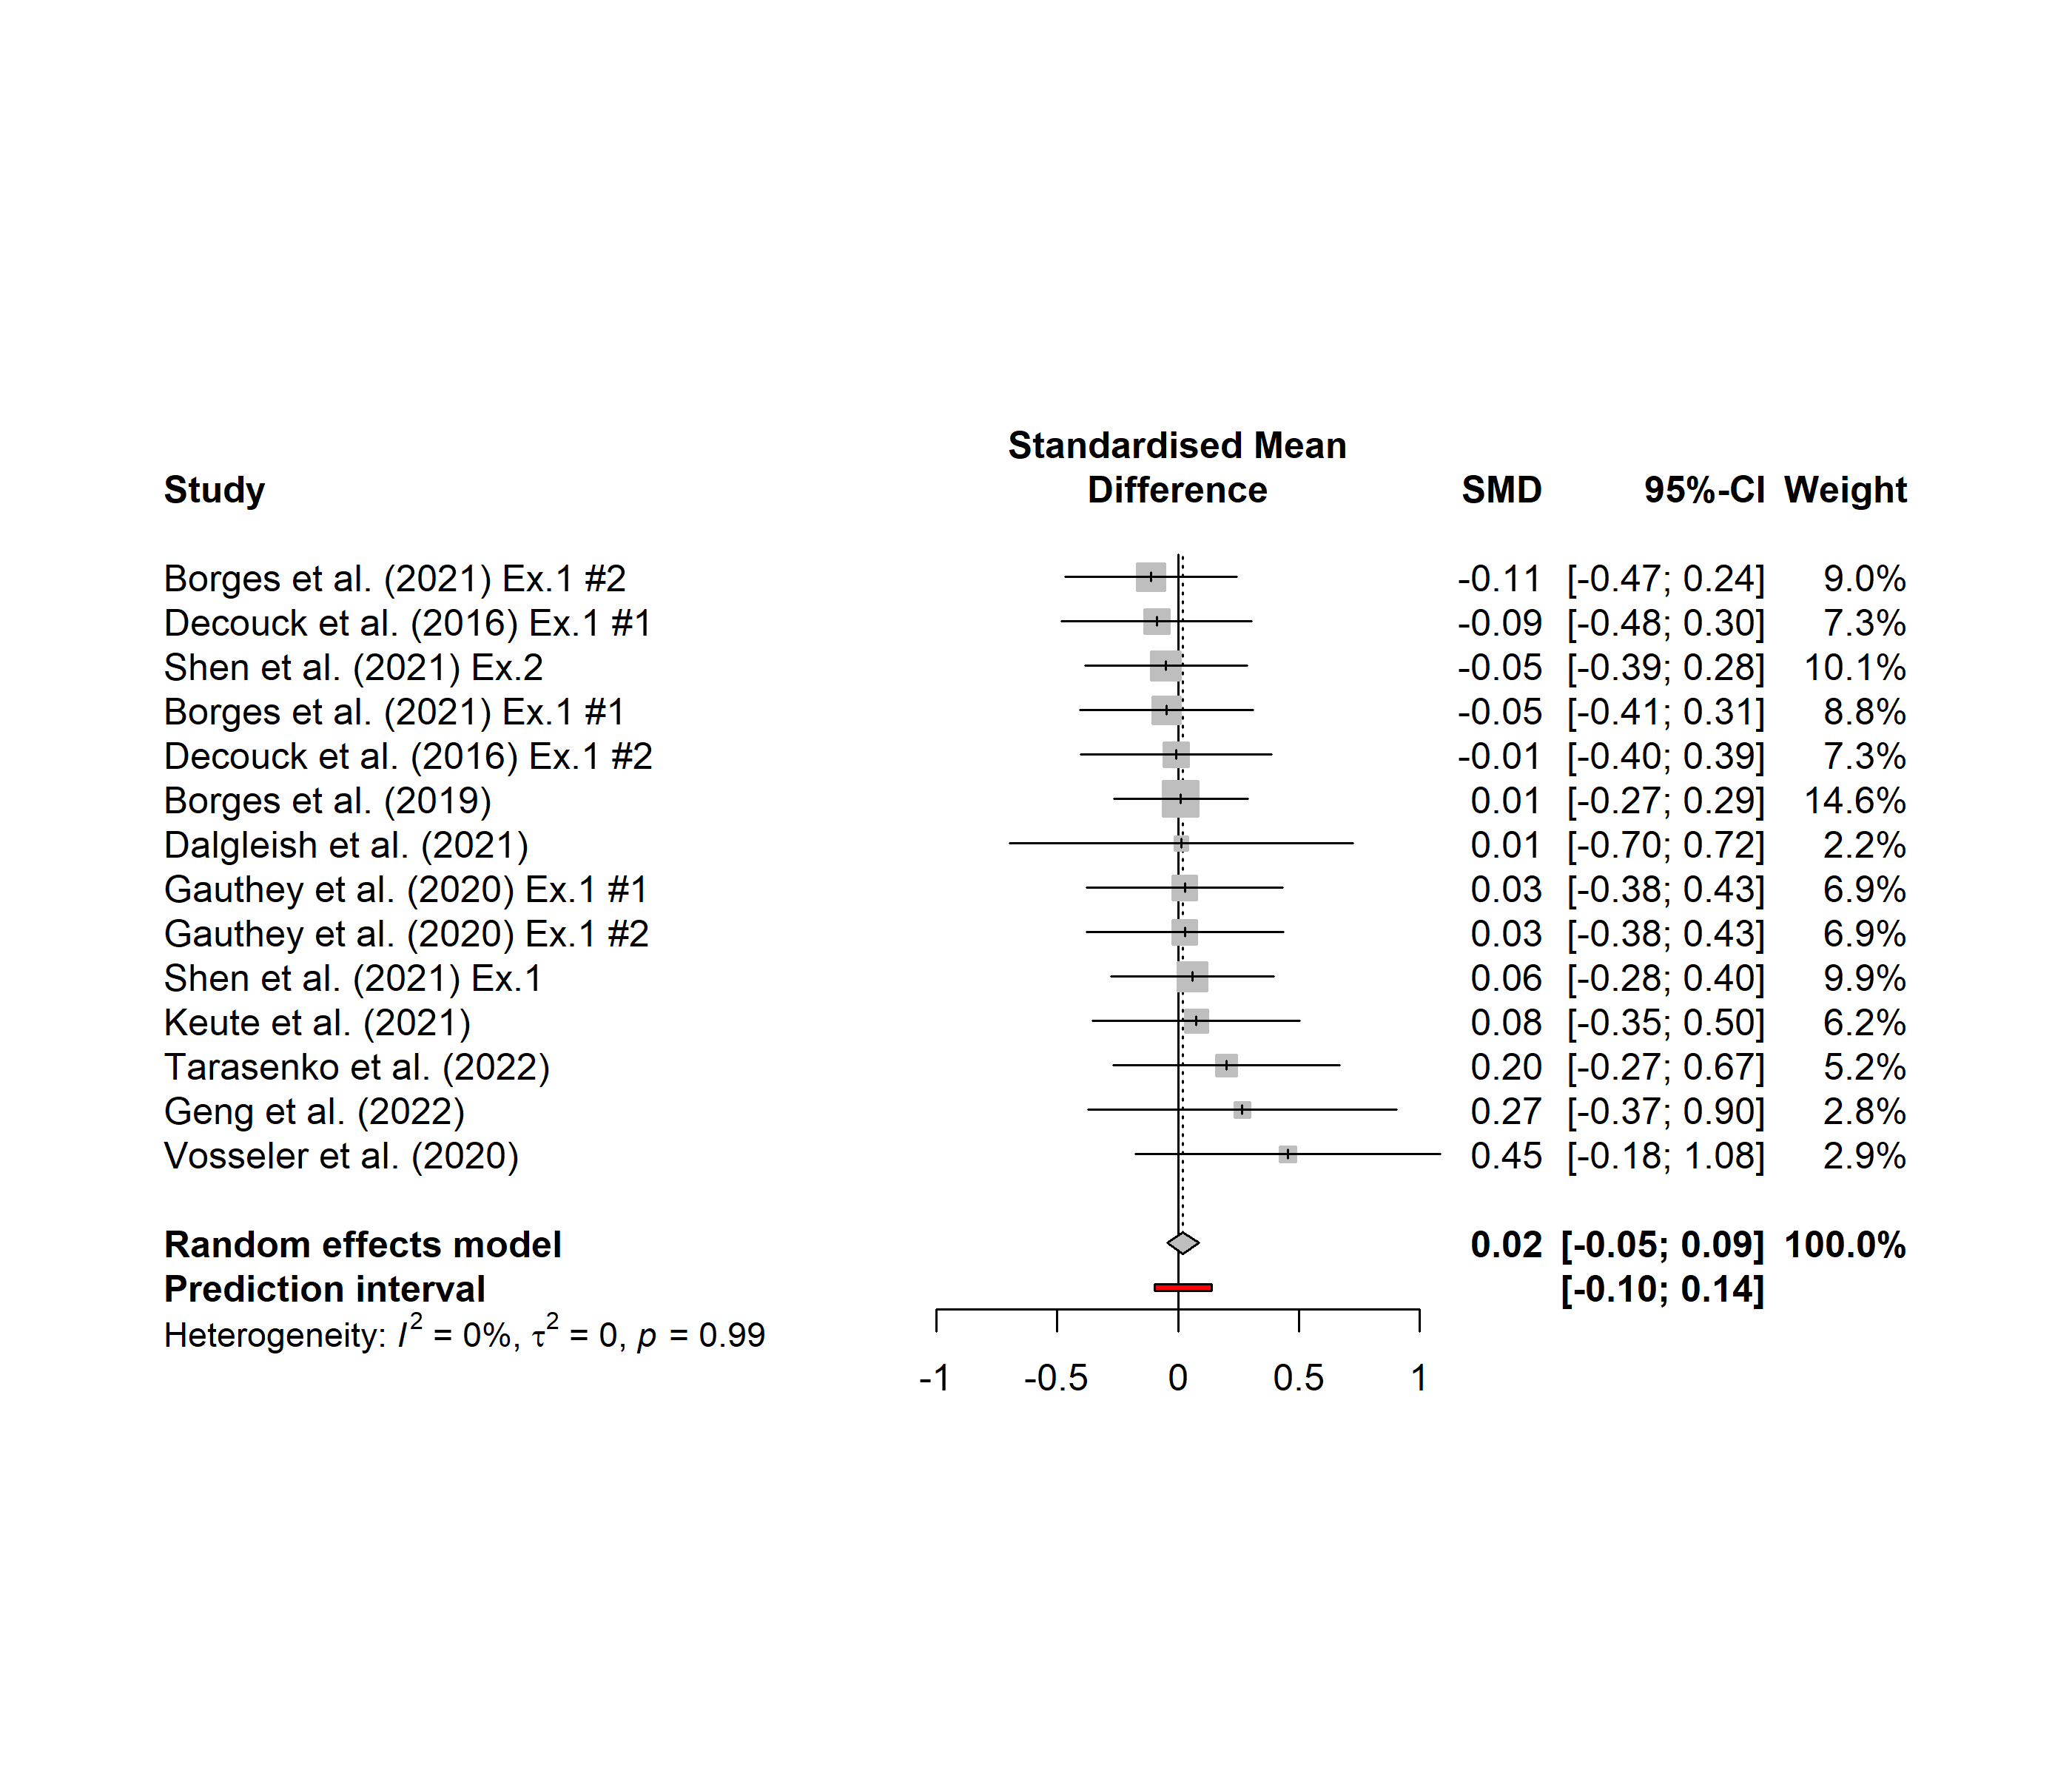 Standardised Mean
Study Difference SMD 95%-CI Weight
Borges et al. (2021) Ex.1 #2 -0.11 [-0.47; 0.24] 9.0%
Decouck et al. (2016) Ex.1 #1 -0.09 [-0.48; 0.30] 7.3%
Shen et al. (2021) Ex.2 -0.05 [-0.39; 0.28] 10.1%
Borges et al. (2021) Ex.1 #1 -0.05 [-0.41; 0.31] 8.8%
Decouck et al. (2016) Ex.1 #2 -0.01 [-0.40; 0.39] 7.3%
Borges et al. (2019) 0.01 [-0.27; 0.29] 14.6%
Dalgleish et al. (2021) 0.01 [-0.70; 0.72] 2.2%
Gauthey et al. (2020) Ex.1 #1 0.03 [-0.38; 0.43] 6.9%
Gauthey et al. (2020) Ex.1 #2 0.03 [-0.38; 0.43] 6.9%
Shen et al. (2021) Ex.1 0.06 [-0.28; 0.40] 9.9%
Keute et al. (2021) 0.08 [-0.35; 0.50] 6.2%
Tarasenko et al. (2022) 0.20 [-0.27; 0.67] 5.2%
Geng et al. (2022) 0.27 [-0.37; 0.90] 2.8%
Vosseler et al. (2020) 0.45 [-0.18; 1.08] 2.9%
Random effects model 0.02 [-0.05; 0.09] 100.0%
Prediction interval [-0.10; 0.14]
Heterogeneity: I² = 0%, τ² = 0, p = 0.99
-1 -0.5 0 0.5 1